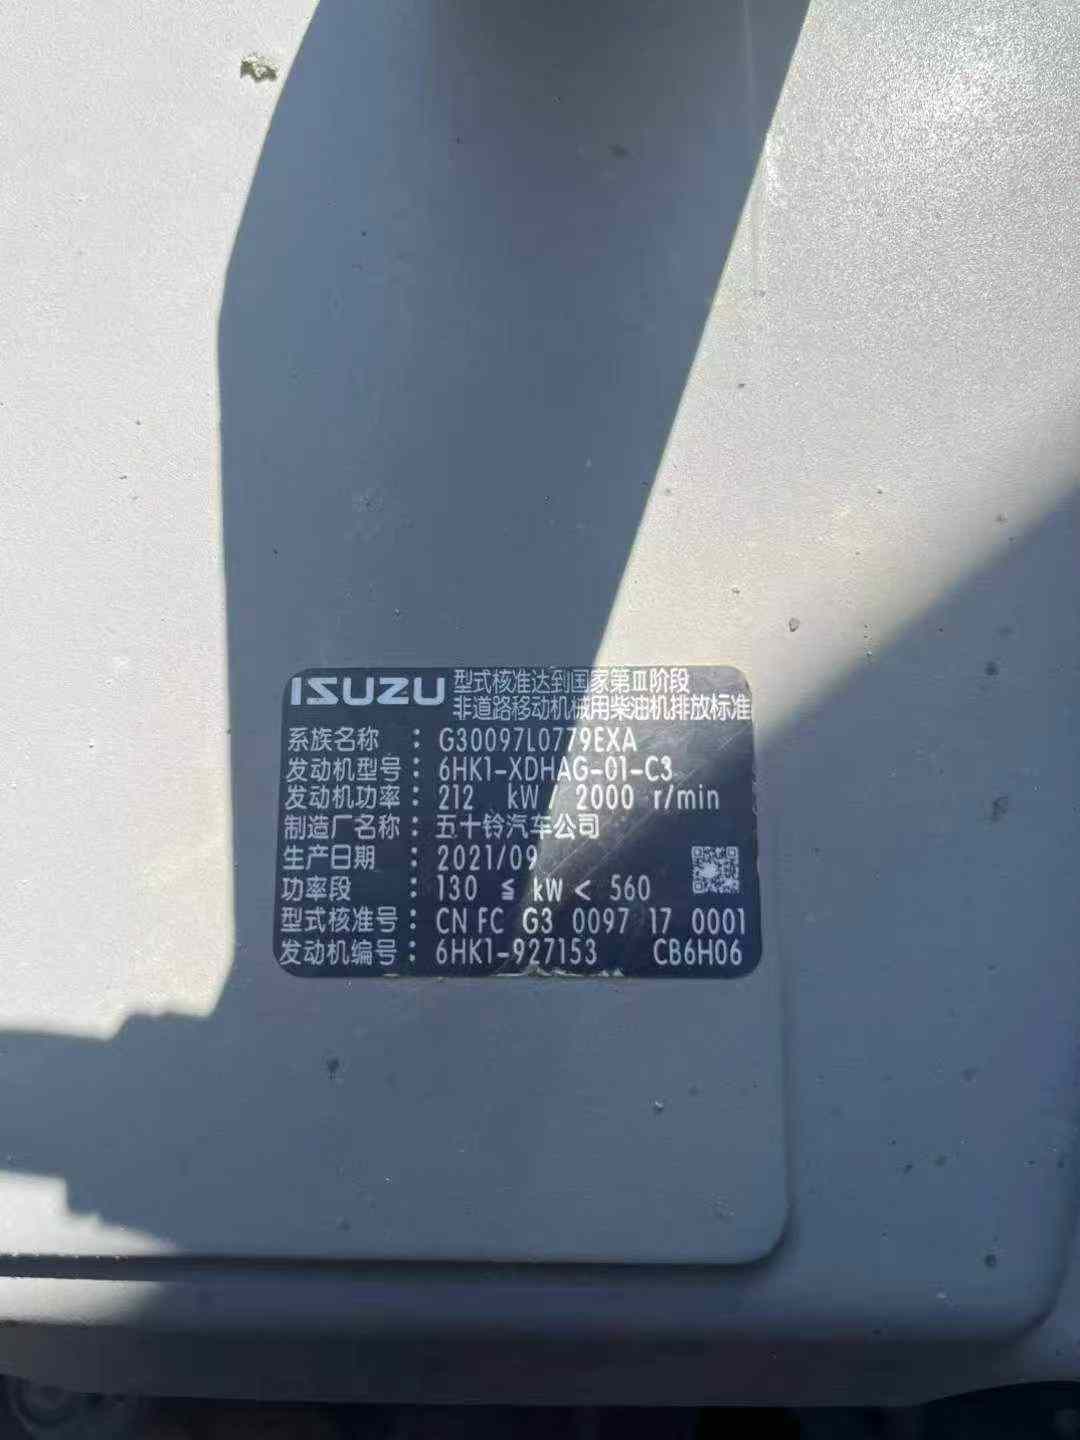 ISUZU 型式核准达到国家第Ⅲ阶段
非道路移动机械用柴油机排放标准
系族名称 : G30097L0779EXA
发动机型号 : 6HK1-XDHAG-01-C3
发动机功率 : 212 kW / 2000 r/min
制造厂名称 : 五十铃汽车公司
生产日期 : 2021/09
功率段 : 130 ≦ kW < 560
型式核准号 : CN FC G3 0097 17 0001
发动机编号 : 6HK1-927153 CB6H06